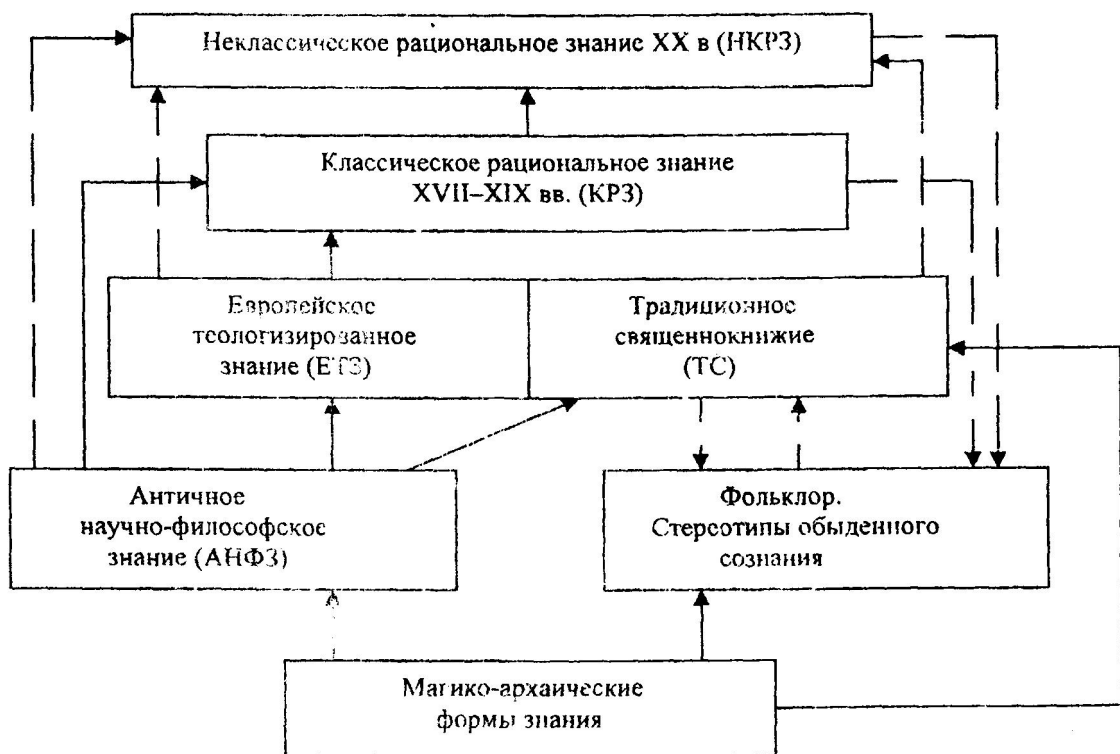 Неклассическое рациональное знание XX в (НКРЗ)
Классическое рациональное знание
XVII–XIX вв. (КРЗ)
Европейское
теологизированное
знание (ЕТЗ)
Традиционное
священнокнижие
(ТС)
Античное
научно-философское
знание (АНФЗ)
Фольклор.
Стереотипы обыденного
сознания
Магико-архаические
формы знания